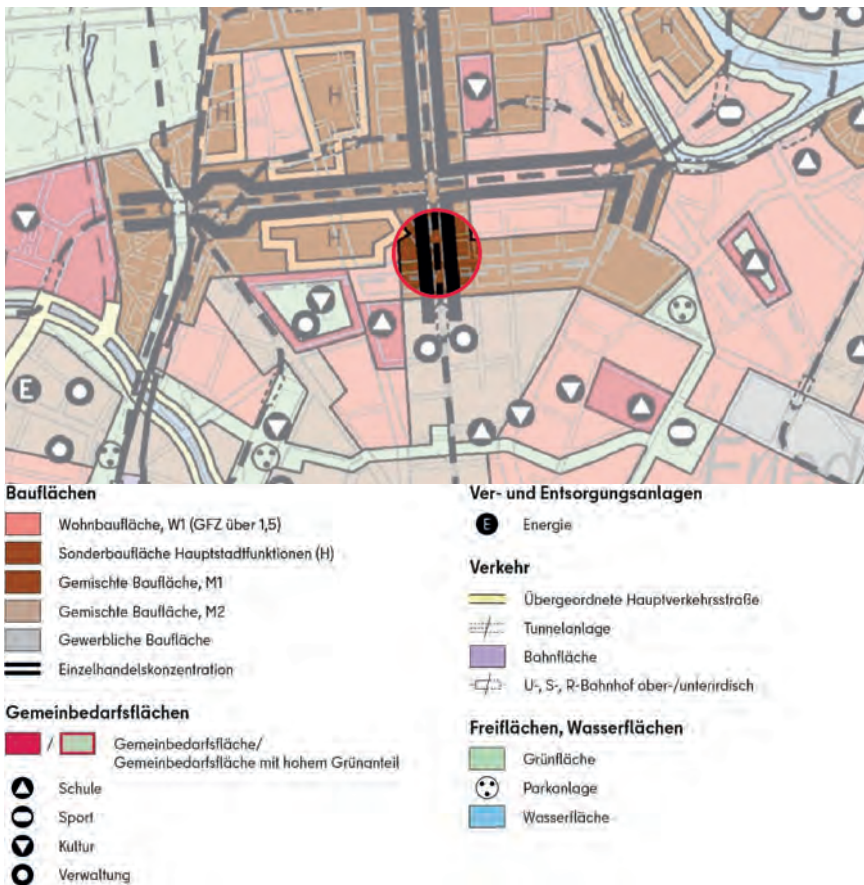 H
H
H
H
H
E
Fried
Bauflächen
Wohnbaufläche, W1 (GFZ über 1,5)
Sonderbaufläche Hauptstadtfunktionen (H)
Gemischte Baufläche, M1
Gemischte Baufläche, M2
Gewerbliche Baufläche
Einzelhandelskonzentration
Gemeinbedarfsflächen
/ Gemeinbedarfsfläche/
Gemeinbedarfsfläche mit hohem Grünanteil
Schule
Sport
Kultur
Verwaltung
Ver- und Entsorgungsanlagen
E Energie
Verkehr
Übergeordnete Hauptverkehrsstraße
Tunnelanlage
Bahnfläche
U-, S-, R-Bahnhof ober-/unterirdisch
Freiflächen, Wasserflächen
Grünfläche
Parkanlage
Wasserfläche